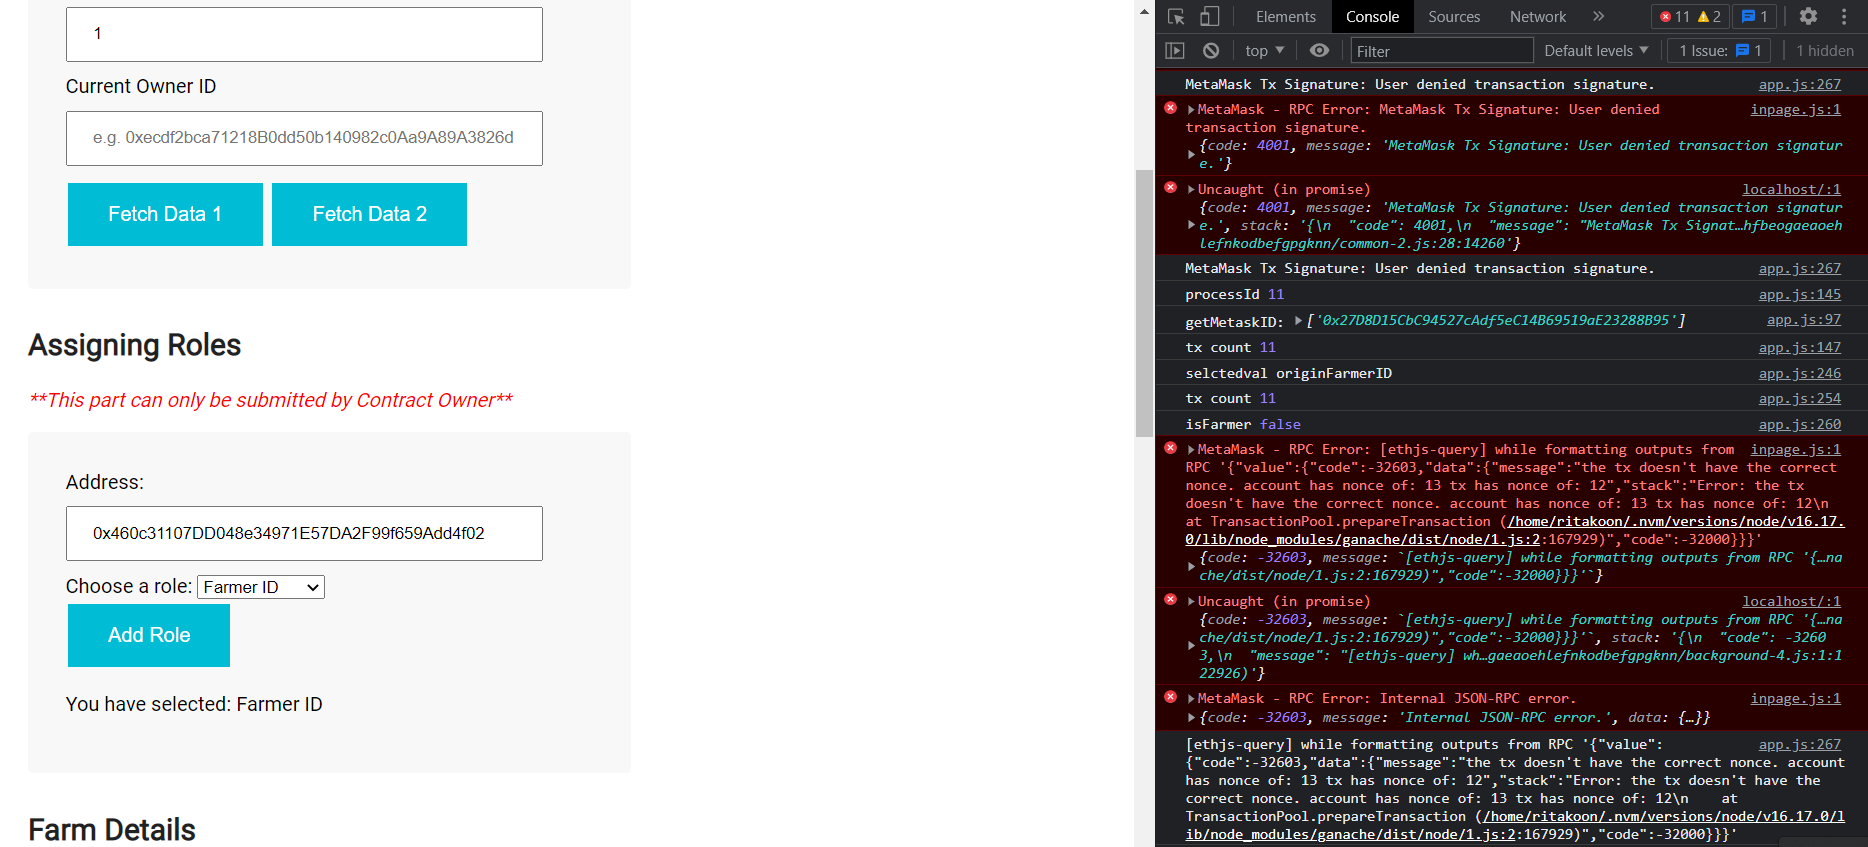 1
Current Owner ID
e.g. 0xecdf2bca71218B0dd50b140982c0Aa9A89A3826d
Fetch Data 1
Fetch Data 2
Assigning Roles
**This part can only be submitted by Contract Owner**
Address:
0x460c31107DD048e34971E57DA2F99f659Add4f02
Choose a role: Farmer ID
Add Role
You have selected: Farmer ID
Farm Details
Elements Console Sources Network » 11 2 1
top Filter Default levels 1 Issue: 1 1 hidden
MetaMask Tx Signature: User denied transaction signature. app.js:267
MetaMask - RPC Error: MetaMask Tx Signature: User denied inpage.js:1
transaction signature.
{code: 4001, message: 'MetaMask Tx Signature: User denied transaction signatur
e.'}
Uncaught (in promise) localhost/:1
{code: 4001, message: 'MetaMask Tx Signature: User denied transaction signatur
e.', stack: '{\n  "code": 4001,\n  "message": "MetaMask Tx Signat…hfbeogaeaoeh
lefnkodbefgpgknn/common-2.js:28:14260'}
MetaMask Tx Signature: User denied transaction signature. app.js:267
processId 11 app.js:145
getMetaskID: ['0x27D8D15CbC94527cAdf5eC14B69519aE23288B95'] app.js:97
tx count 11 app.js:147
selctedval originFarmerID app.js:246
tx count 11 app.js:254
isFarmer false app.js:260
MetaMask - RPC Error: [ethjs-query] while formatting outputs from inpage.js:1
RPC '{"value":{"code":-32603,"data":{"message":"the tx doesn't have the correct
nonce. account has nonce of: 13 tx has nonce of: 12","stack":"Error: the tx
doesn't have the correct nonce. account has nonce of: 13 tx has nonce of: 12\n
at TransactionPool.prepareTransaction (/home/ritakoon/.nvm/versions/node/v16.17.
0/lib/node_modules/ganache/dist/node/1.js:2:167929)","code":-32000}}}'
{code: -32603, message: `[ethjs-query] while formatting outputs from RPC '{…na
che/dist/node/1.js:2:167929)","code":-32000}}}'`}
Uncaught (in promise) localhost/:1
{code: -32603, message: `[ethjs-query] while formatting outputs from RPC '{…na
che/dist/node/1.js:2:167929)","code":-32000}}}'`, stack: '{\n  "code": -3260
3,\n  "message": "[ethjs-query] wh…gaeaoehlefnkodbefgpgknn/background-4.js:1:1
22926)'}
MetaMask - RPC Error: Internal JSON-RPC error. inpage.js:1
{code: -32603, message: 'Internal JSON-RPC error.', data: {…}}
[ethjs-query] while formatting outputs from RPC '{"value": app.js:267
{"code":-32603,"data":{"message":"the tx doesn't have the correct nonce. account
has nonce of: 13 tx has nonce of: 12","stack":"Error: the tx doesn't have the
correct nonce. account has nonce of: 13 tx has nonce of: 12\n    at
TransactionPool.prepareTransaction (/home/ritakoon/.nvm/versions/node/v16.17.0/l
ib/node_modules/ganache/dist/node/1.js:2:167929)","code":-32000}}}'